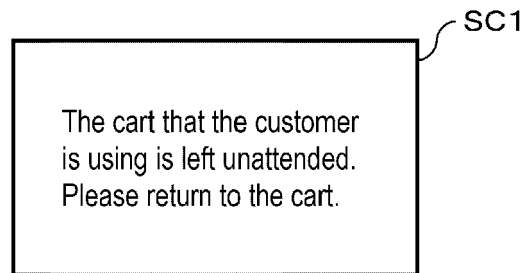 SC1
The cart that the customer
is using is left unattended.
Please return to the cart.